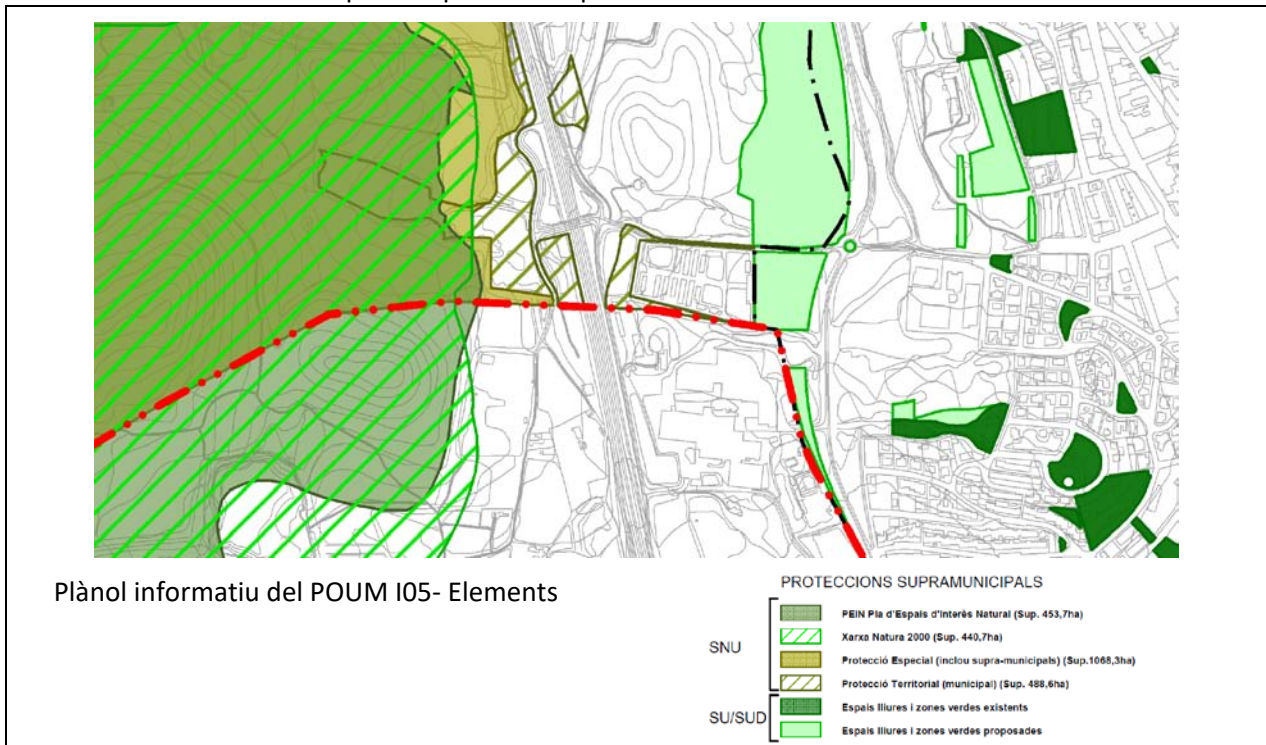 Plànol informatiu del POUM I05- Elements
PROTECCIONS SUPRAMUNICIPALS
SNU
PEIN Pla d'Espais d'Interès Natural (Sup. 453,7ha)
Xarxa Natura 2000 (Sup. 440,7ha)
Protecció Especial (inclou supra-municipals) (Sup.1068,3ha)
Protecció Territorial (municipal) (Sup. 488,6ha)
SU/SUD
Espais lliures i zones verdes existents
Espais lliures i zones verdes proposades